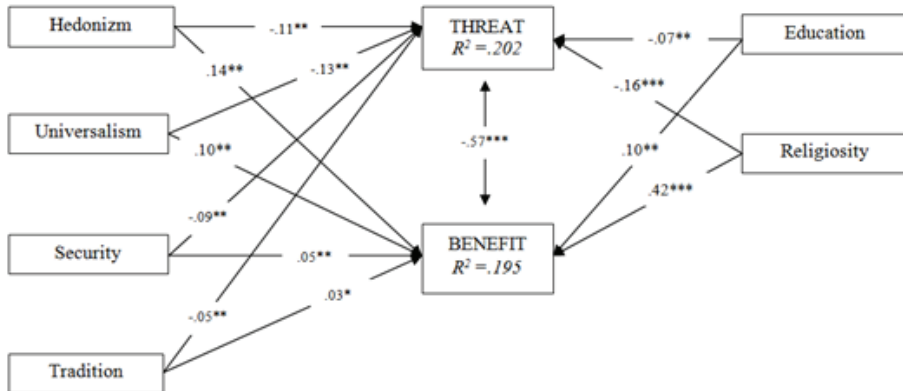 Hedonizm
-.11**
THREAT
R² =.202
-.07**
Education
.14**
-.13**
-.16***
Universalism
-.57***
.10**
.10**
Religiosity
.42***
-.09**
Security
.05**
BENEFIT
R² =.195
.03*
-.05**
Tradition